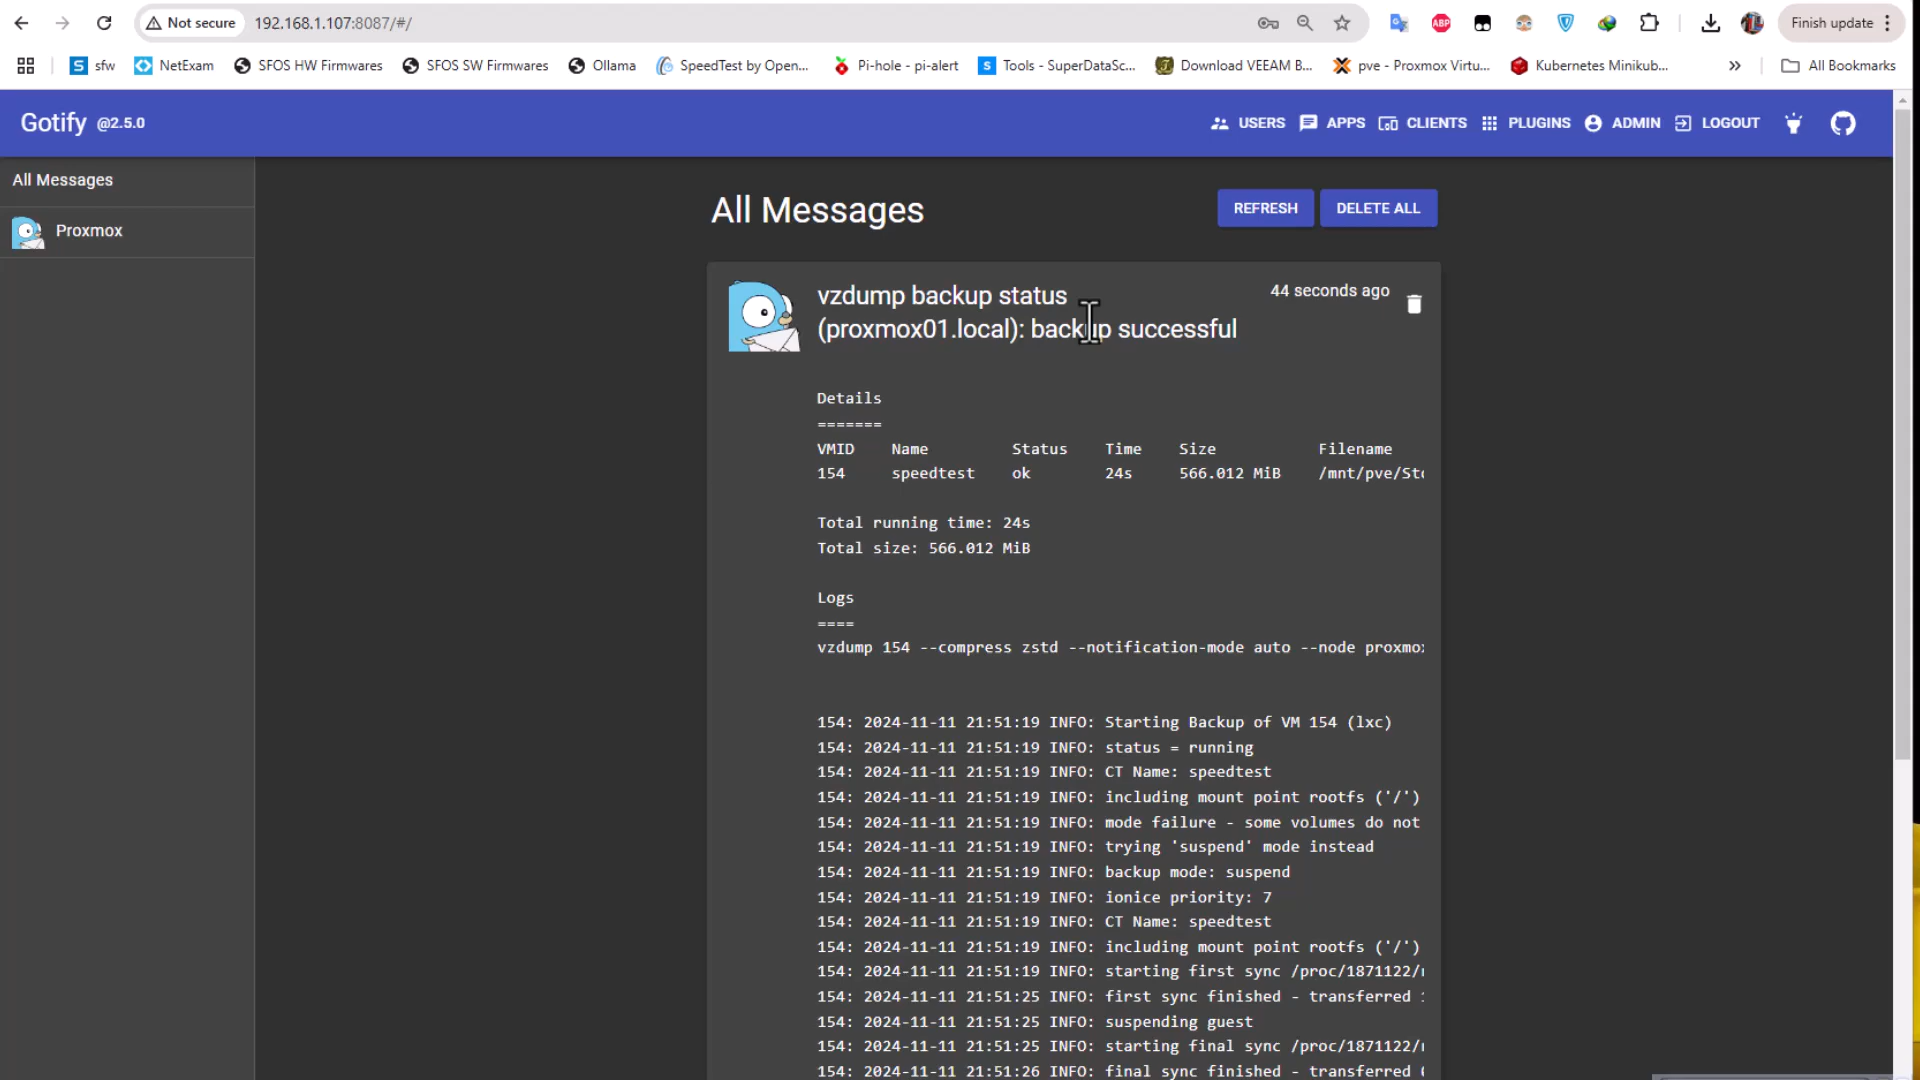 Not secure 192.168.1.107:8087/#/ ABP Finish update
S sfw NetExam SFOS HW Firmwares SFOS SW Firmwares Ollama SpeedTest by Open... Pi-hole - pi-alert S Tools - SuperDataSc... Download VEEAM B... pve - Proxmox Virtu... Kubernetes Minikub... » All Bookmarks
Gotify @2.5.0 USERS APPS CLIENTS PLUGINS ADMIN LOGOUT
All Messages
Proxmox
All Messages REFRESH DELETE ALL
vzdump backup status 44 seconds ago
(proxmox01.local): backup successful
Details
=======
VMID Name Status Time Size Filename
154 speedtest ok 24s 566.012 MiB /mnt/pve/Sto
Total running time: 24s
Total size: 566.012 MiB
Logs
====
vzdump 154 --compress zstd --notification-mode auto --node proxmox
154: 2024-11-11 21:51:19 INFO: Starting Backup of VM 154 (lxc)
154: 2024-11-11 21:51:19 INFO: status = running
154: 2024-11-11 21:51:19 INFO: CT Name: speedtest
154: 2024-11-11 21:51:19 INFO: including mount point rootfs ('/')
154: 2024-11-11 21:51:19 INFO: mode failure - some volumes do not
154: 2024-11-11 21:51:19 INFO: trying 'suspend' mode instead
154: 2024-11-11 21:51:19 INFO: backup mode: suspend
154: 2024-11-11 21:51:19 INFO: ionice priority: 7
154: 2024-11-11 21:51:19 INFO: CT Name: speedtest
154: 2024-11-11 21:51:19 INFO: including mount point rootfs ('/')
154: 2024-11-11 21:51:19 INFO: starting first sync /proc/1871122/
154: 2024-11-11 21:51:25 INFO: first sync finished - transferred
154: 2024-11-11 21:51:25 INFO: suspending guest
154: 2024-11-11 21:51:25 INFO: starting final sync /proc/1871122/
154: 2024-11-11 21:51:26 INFO: final sync finished - transferred